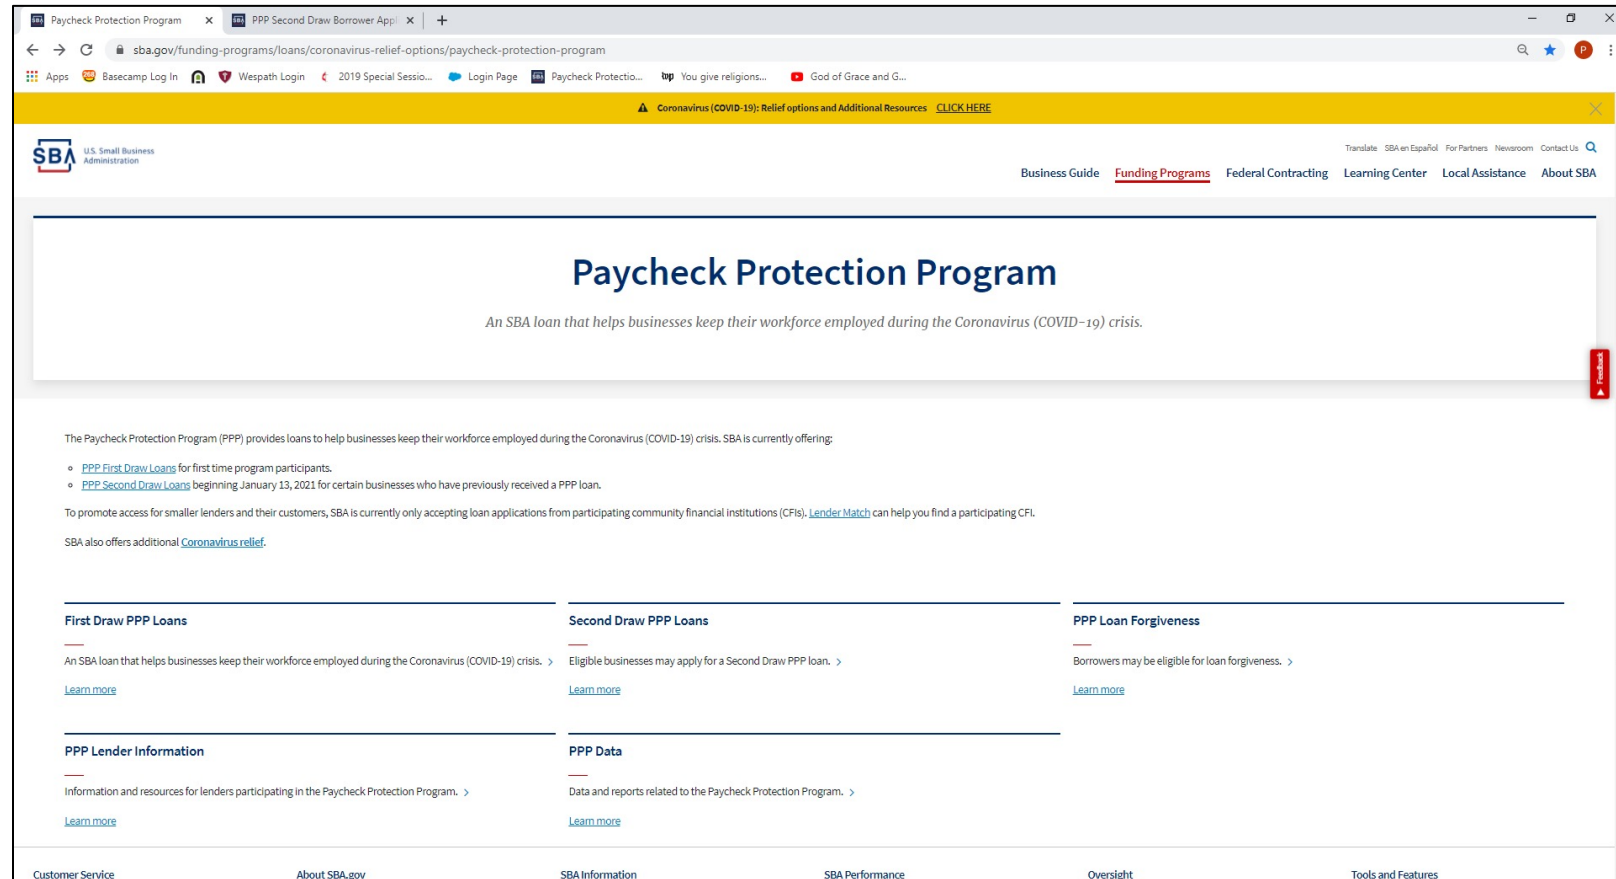 Paycheck Protection Program
PPP Second Draw Borrower Appl
sba.gov/funding-programs/loans/coronavirus-relief-options/paycheck-protection-program
P
Apps Basecamp Log In Wespath Login 2019 Special Sessio... Login Page Paycheck Protectio... You give religions... God of Grace and G...
Coronavirus (COVID-19): Relief options and Additional Resources CLICK HERE
SBA U.S. Small Business
Administration
Translate SBA en Español For Partners Newsroom Contact Us
Business Guide Funding Programs Federal Contracting Learning Center Local Assistance About SBA
Paycheck Protection Program
An SBA loan that helps businesses keep their workforce employed during the Coronavirus (COVID-19) crisis.
Feedback
The Paycheck Protection Program (PPP) provides loans to help businesses keep their workforce employed during the Coronavirus (COVID-19) crisis. SBA is currently offering:
PPP First Draw Loans for first time program participants.
PPP Second Draw Loans beginning January 13, 2021 for certain businesses who have previously received a PPP loan.
To promote access for smaller lenders and their customers, SBA is currently only accepting loan applications from participating community financial institutions (CFIs). Lender Match can help you find a participating CFI.
SBA also offers additional Coronavirus relief.
First Draw PPP Loans
An SBA loan that helps businesses keep their workforce employed during the Coronavirus (COVID-19) crisis.
Learn more
Second Draw PPP Loans
Eligible businesses may apply for a Second Draw PPP loan.
Learn more
PPP Loan Forgiveness
Borrowers may be eligible for loan forgiveness.
Learn more
PPP Lender Information
Information and resources for lenders participating in the Paycheck Protection Program.
Learn more
PPP Data
Data and reports related to the Paycheck Protection Program.
Learn more
Customer Service About SBA.gov SBA Information SBA Performance Oversight Tools and Features